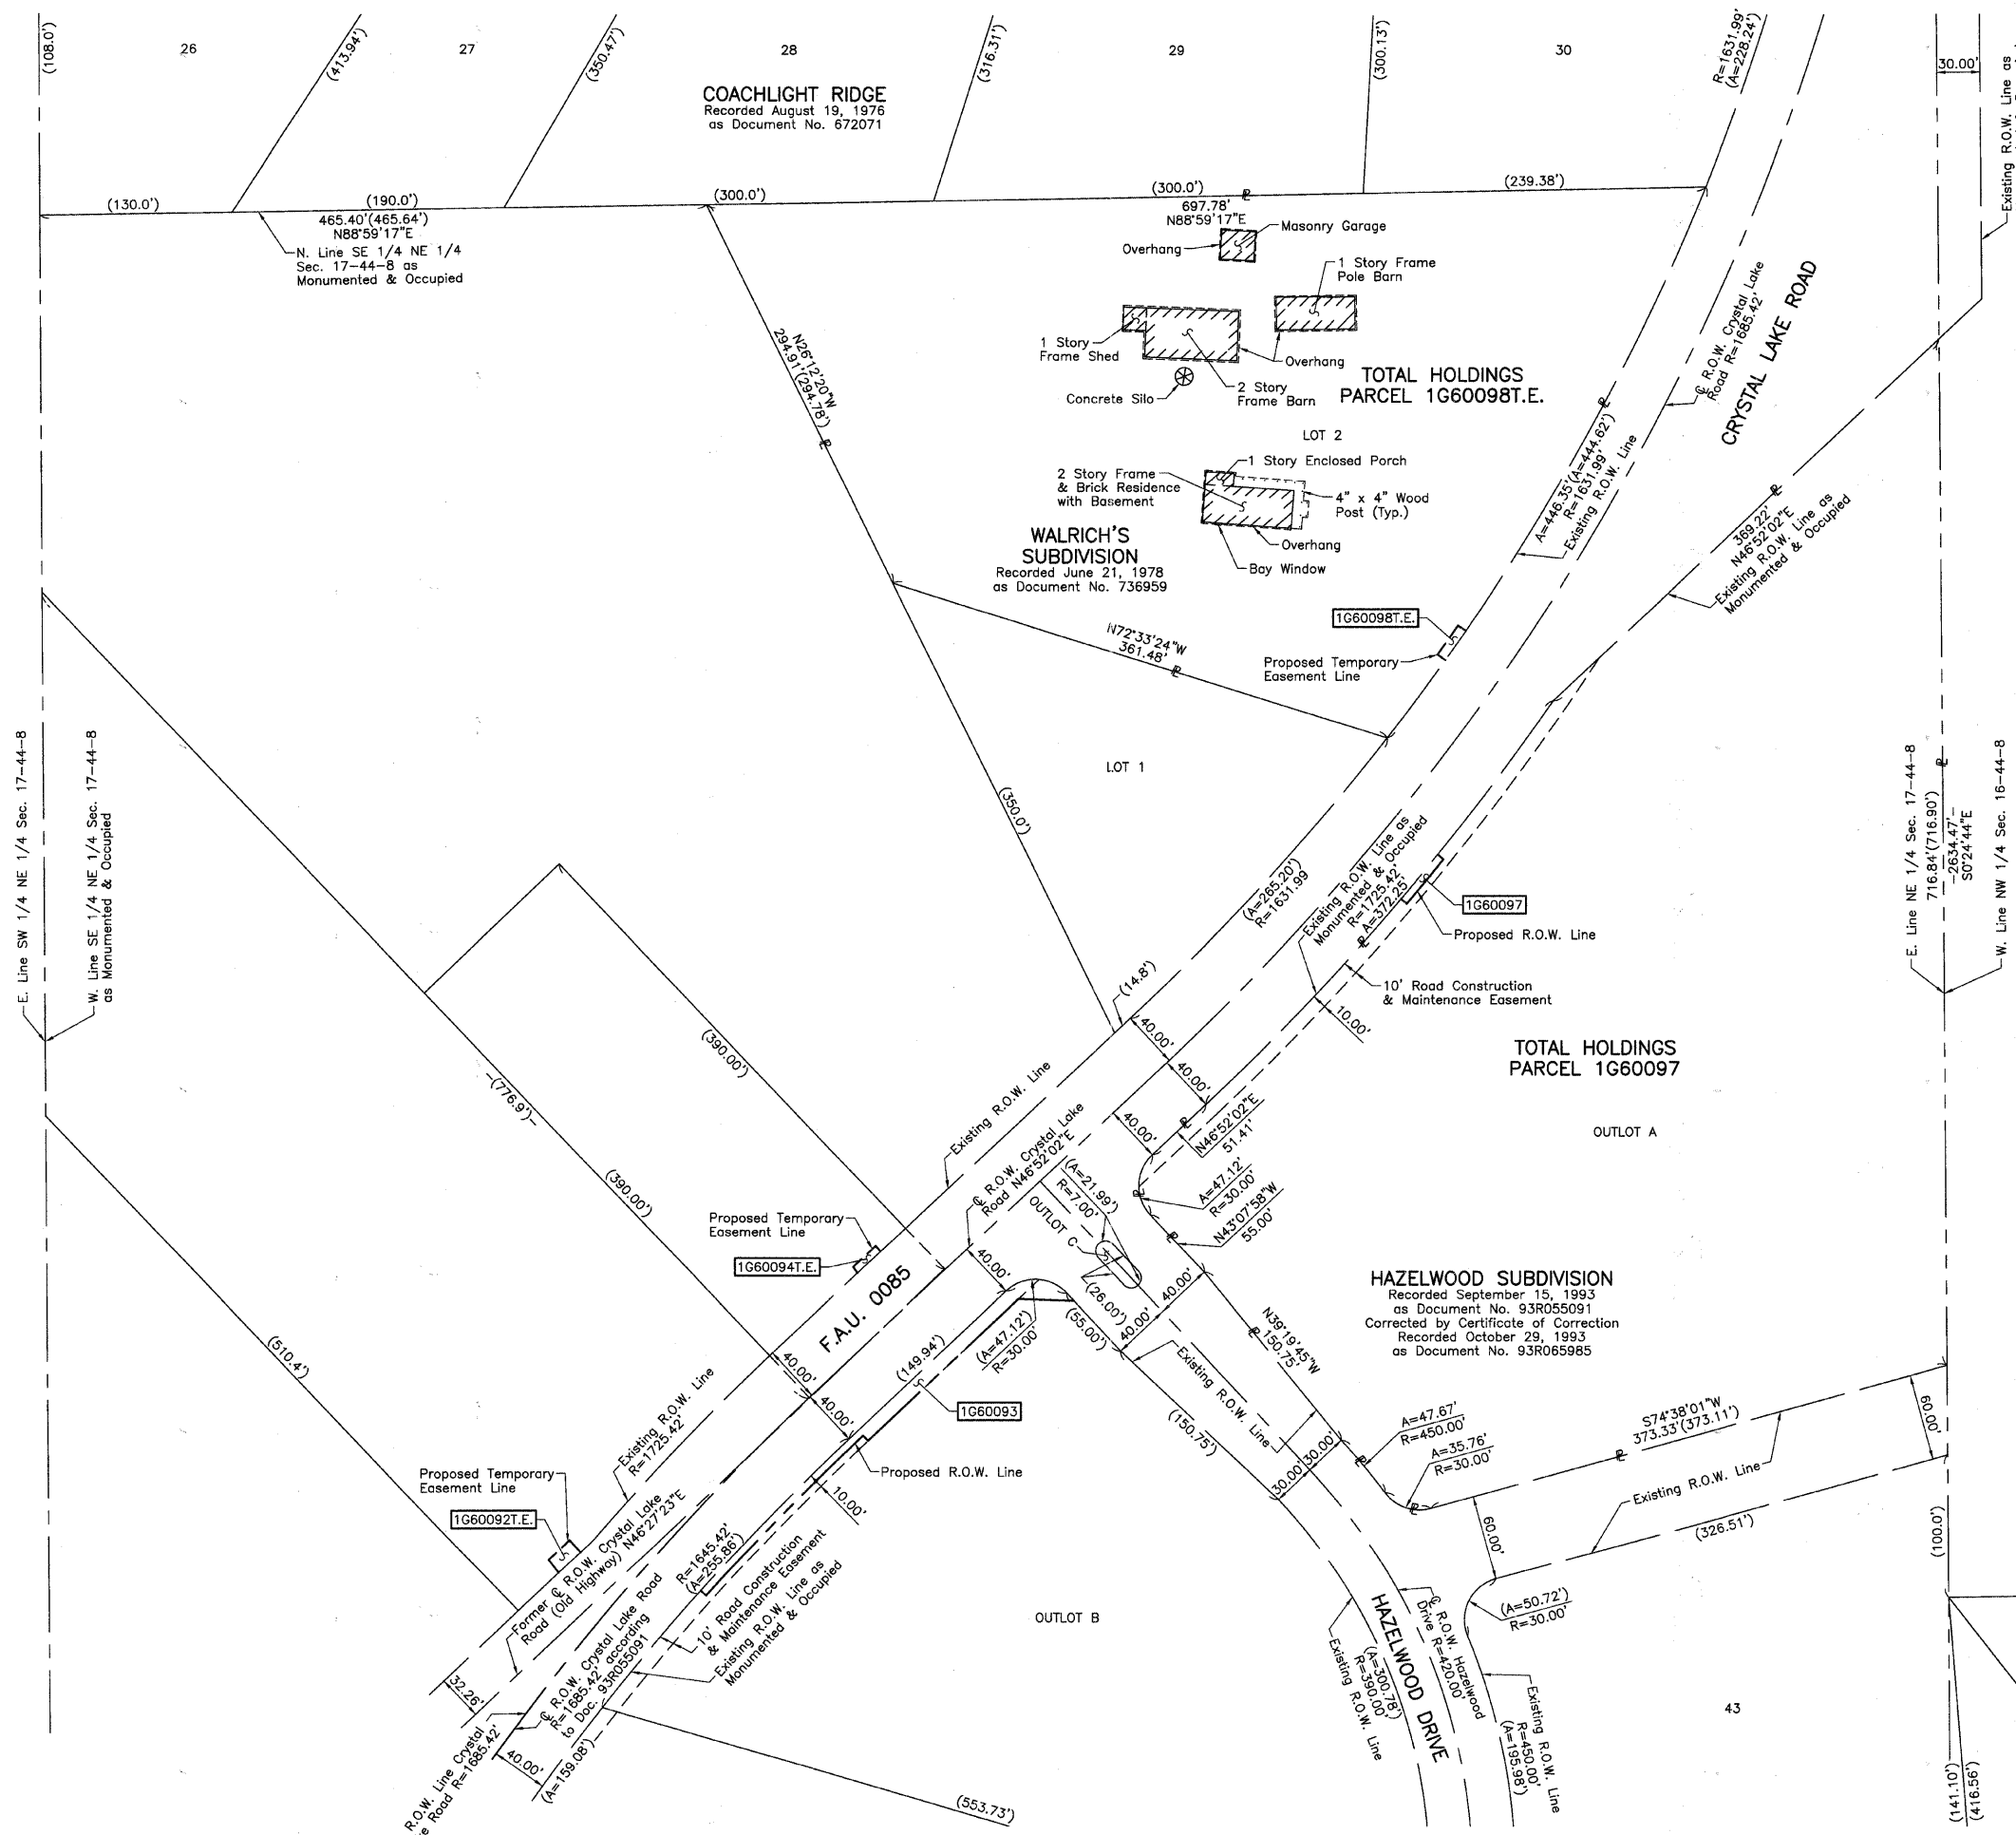 (108.0')
26
(413.94')
27
(350.47')
28
(316.31')
29
(300.13')
30
R=1631.99'
(A=228.24')
30.00'
Existing R.O.W. Line as
COACHLIGHT RIDGE
Recorded August 19, 1976
as Document No. 672071
(130.0')
(190.0')
(300.0')
(300.0')
(239.38')
465.40'(465.64')
N88°59'17"E
697.78'
N88°59'17"E
N. Line SE 1/4 NE 1/4
Sec. 17-44-8 as
Monumented & Occupied
Masonry Garage
Overhang
1 Story Frame
Pole Barn
1 Story
Frame Shed
Overhang
2 Story
Frame Barn
Concrete Silo
TOTAL HOLDINGS
PARCEL 1G60098T.E.
LOT 2
N26°12'20"W
294.91'(294.78')
℄ R.O.W. Crystal Lake
Road R=1685.42'
CRYSTAL LAKE ROAD
A=446.35'(A=444.62')
R=1631.99'
Existing R.O.W. Line
1 Story Enclosed Porch
2 Story Frame
& Brick Residence
with Basement
4" x 4" Wood
Post (Typ.)
Overhang
Bay Window
WALRICH'S
SUBDIVISION
Recorded June 21, 1978
as Document No. 736959
369.22'
N46°52'02"E
Existing R.O.W. Line as
Monumented & Occupied
1G60098T.E.
Proposed Temporary
Easement Line
N72°33'24"W
361.48'
LOT 1
(350.0')
E. Line SW 1/4 NE 1/4 Sec. 17-44-8
W. Line SE 1/4 NE 1/4 Sec. 17-44-8
as Monumented & Occupied
E. Line NE 1/4 Sec. 17-44-8
716.84'(716.90')
-2634.47'-
S0°24'44"E
W. Line NW 1/4 Sec. 16-44-8
(A=265.20')
R=1631.99
Existing R.O.W. Line as
Monumented & Occupied
R=1725.42'
A=372.25'
1G60097
Proposed R.O.W. Line
10' Road Construction
& Maintenance Easement
10.00'
(14.8')
40.00'
40.00'
40.00'
TOTAL HOLDINGS
PARCEL 1G60097
OUTLOT A
(390.00')
-(776.9')-
(390.00')
Existing R.O.W. Line
℄ R.O.W. Crystal Lake
Road N46°52'02"E
N46°52'02"E
51.41'
A=47.12'
R=30.00'
N43°07'58"W
55.00'
(A=21.99')
R=7.00'
OUTLOT C
(26.00')
40.00'
40.00'
Proposed Temporary
Easement Line
1G60094T.E.
F.A.U. 0085
40.00'
(A=47.12')
R=30.00'
(55.00')
(149.94')
1G60093
40.00'
40.00'
Existing R.O.W. Line
N39°19'45"W
150.75'
(150.75')
HAZELWOOD SUBDIVISION
Recorded September 15, 1993
as Document No. 93R055091
Corrected by Certificate of Correction
Recorded October 29, 1993
as Document No. 93R065985
A=47.67'
R=450.00'
A=35.76'
R=30.00'
S74°38'01"W
373.33'(373.11')
60.00'
Existing R.O.W. Line
(326.51')
60.00'
30.00'
30.00'
(510.4')
Existing R.O.W. Line
R=1725.42'
Proposed Temporary
Easement Line
1G60092T.E.
Proposed R.O.W. Line
10.00'
Former ℄ R.O.W. Crystal Lake
Road (Old Highway) N46°27'23"E
R=1645.42'
(A=255.86')
10' Road Construction
& Maintenance Easement
Existing R.O.W. Line as
Monumented & Occupied
℄ R.O.W. Crystal Lake Road
R=1685.42' according
to Doc. 93R055091
32.26'
R.O.W. Line Crystal
e Road R=1685.42'
40.00'
(A=159.08')
(553.73')
OUTLOT B
HAZELWOOD DRIVE
℄ R.O.W. Hazelwood
Drive R=420.00'
(A=300.78')
R=390.00'
Existing R.O.W. Line
(A=50.72')
R=30.00'
Existing R.O.W. Line
R=450.00'
(A=195.98')
43
(100.0')
(141.10')
(416.56')